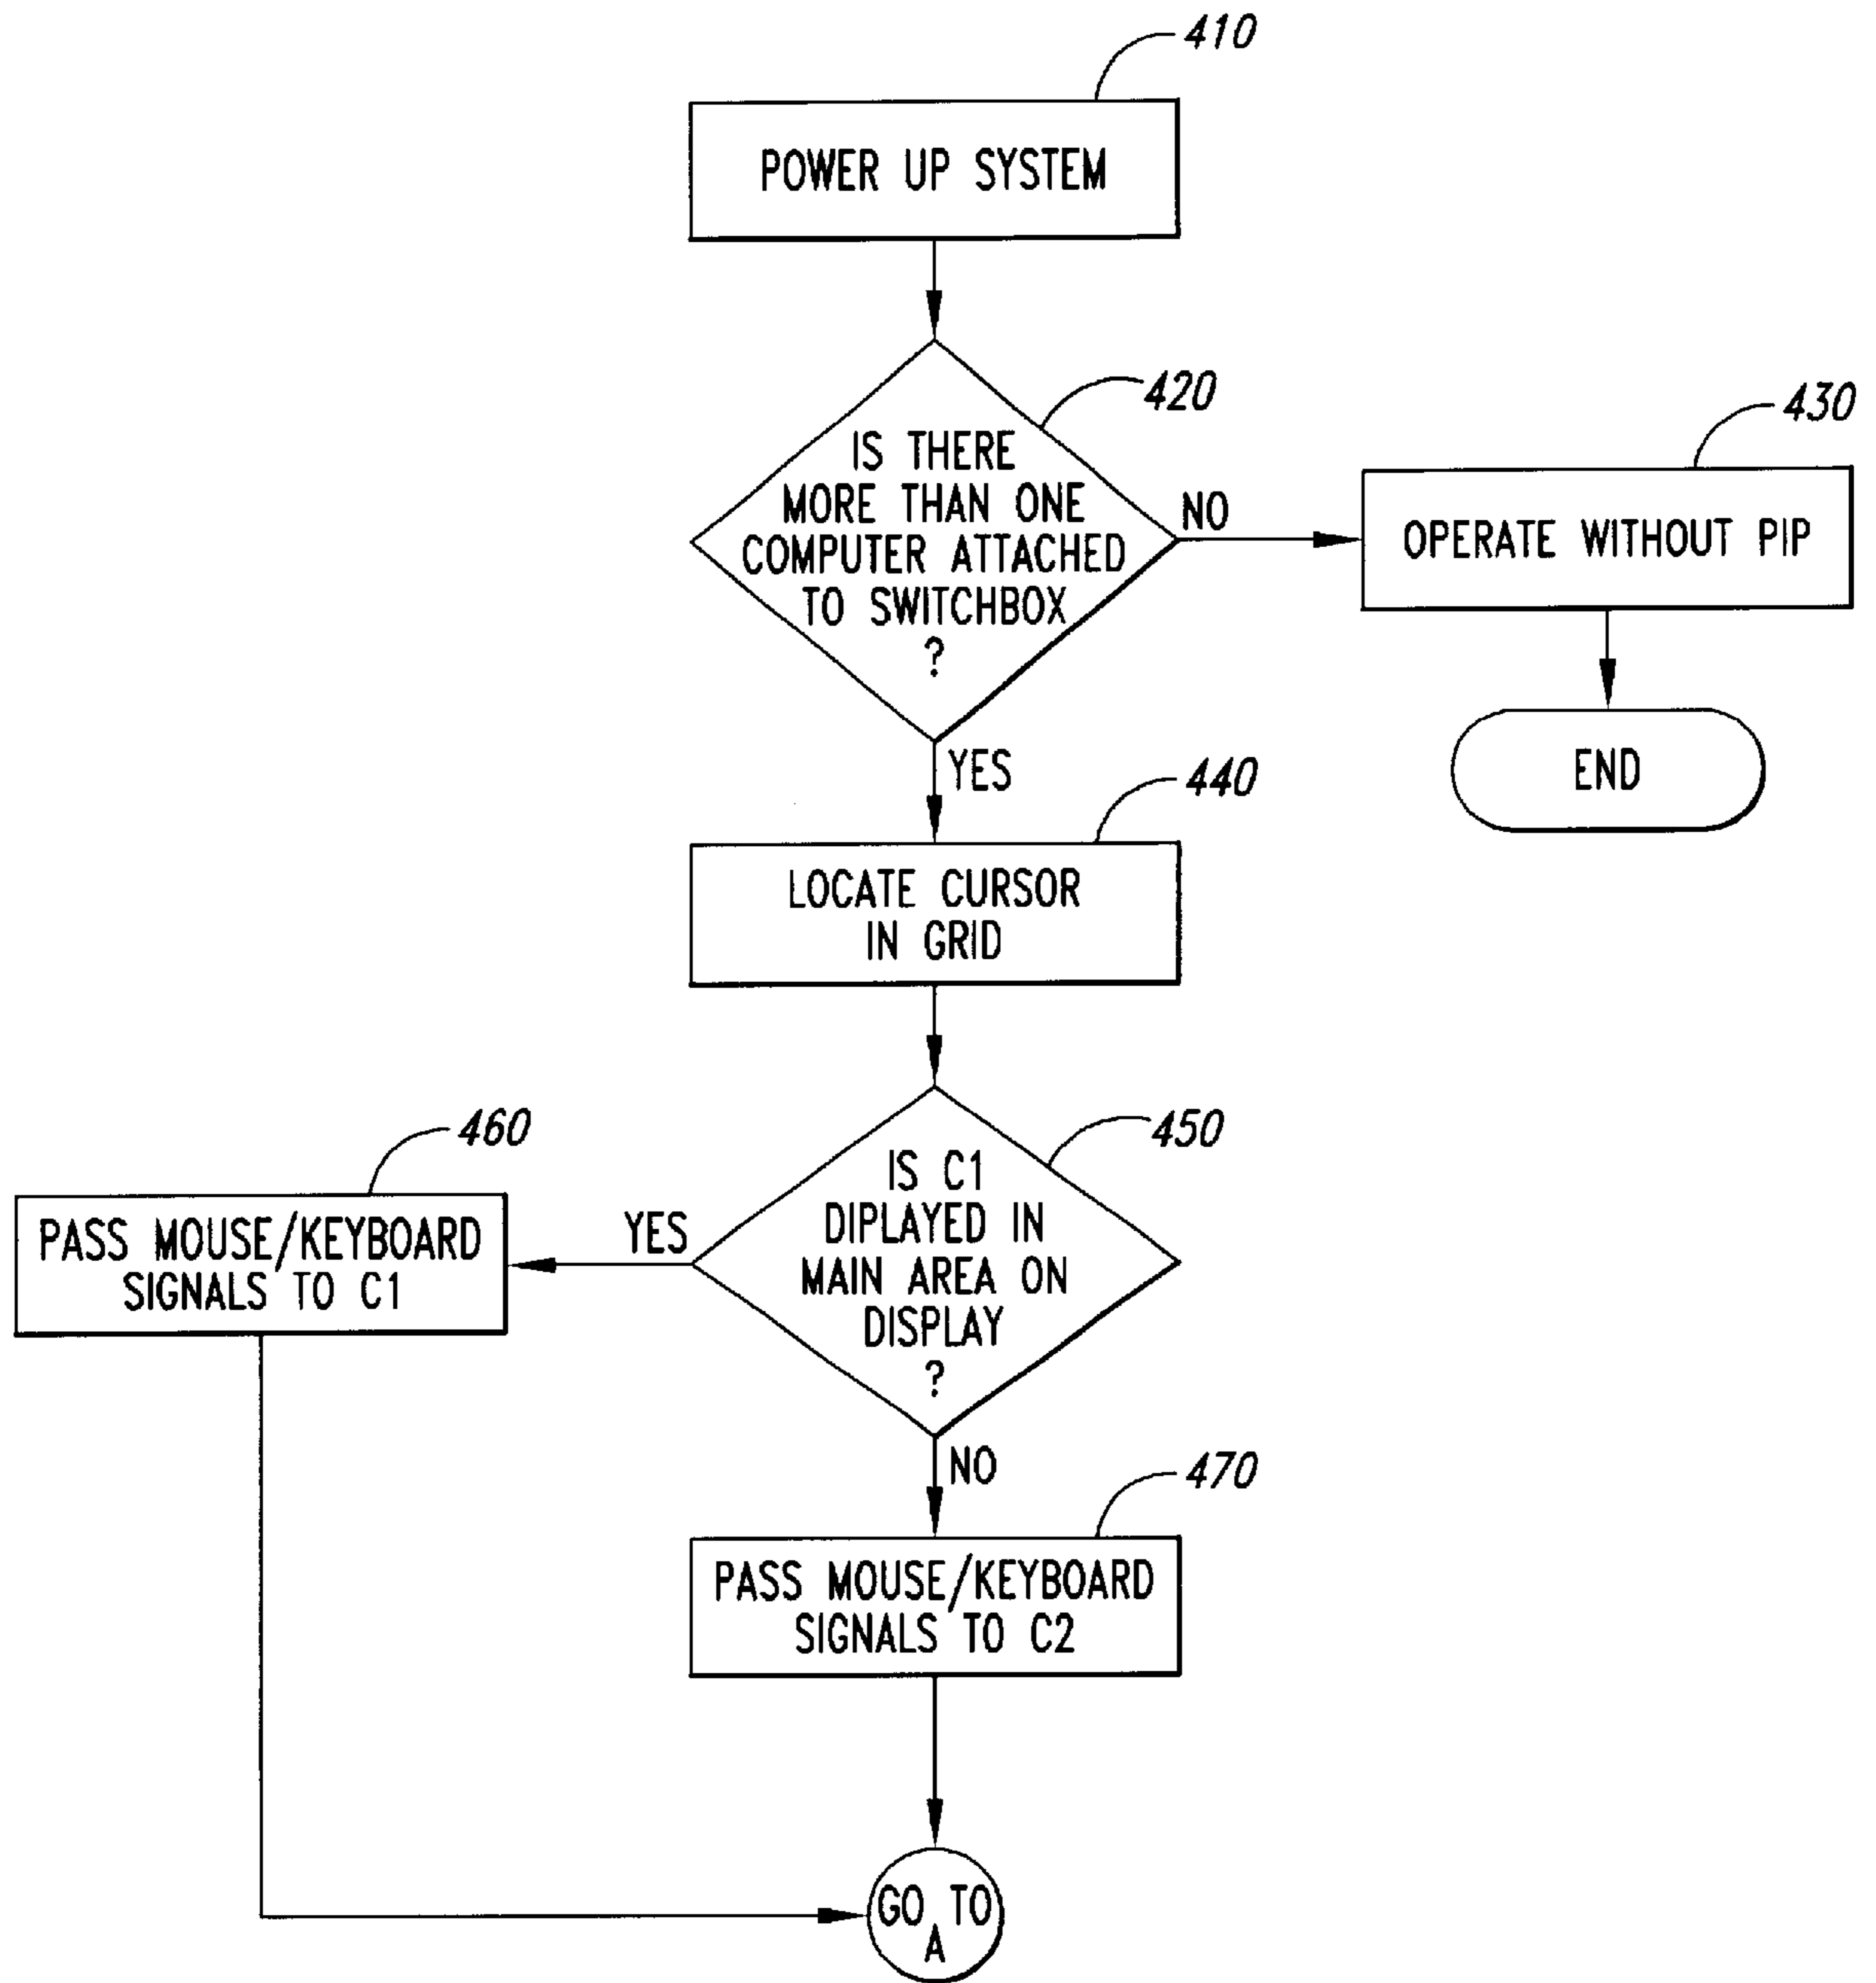 410
POWER UP SYSTEM
420
IS THERE
MORE THAN ONE
COMPUTER ATTACHED
TO SWITCHBOX
?
NO
430
OPERATE WITHOUT PIP
END
YES
440
LOCATE CURSOR
IN GRID
450
IS C1
DIPLAYED IN
MAIN AREA ON
DISPLAY
?
YES
460
PASS MOUSE/KEYBOARD
SIGNALS TO C1
NO
470
PASS MOUSE/KEYBOARD
SIGNALS TO C2
GO TO
A